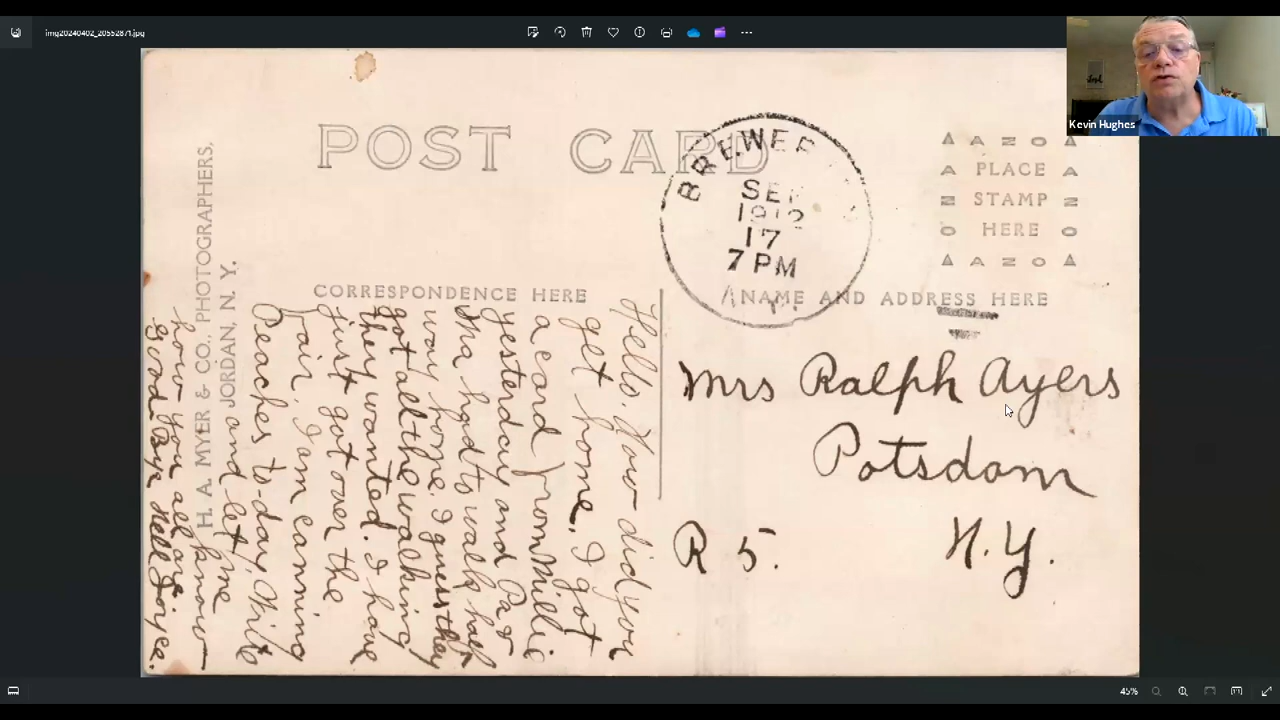 img20240402_20552871.jpg
Kevin Hughes
POST CARD
BREWER
SEP
1912
17
7 PM
AZO
PLACE
STAMP
HERE
AZO
CORRESPONDENCE HERE
NAME AND ADDRESS HERE
H. A. MYER & CO., PHOTOGRAPHERS,
JORDAN, N. Y.
Hello. How did you
get home. I got
a card from Millie
yesterday and Pa &
Ma had to walk half
way home. I guess they
got all the walking
they wanted. I have
just got over the
Fair. I am canning
Peaches to-day. Write
and let me
know
how you all are
Good Bye Nell Joyce.
Mrs Ralph Ayers
Potsdam
R 5. N.Y.
45%